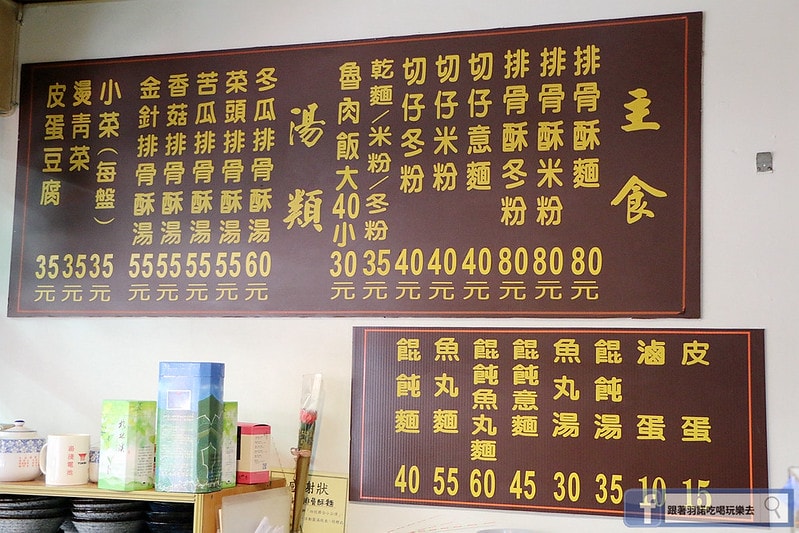 主食
排骨酥麵 80元
排骨酥米粉 80元
排骨酥冬粉 80元
切仔意麵 40元
切仔米粉 40元
切仔冬粉 40元
乾麵/米粉/冬粉 35元
魯肉飯大40小 30元
湯類
冬瓜排骨酥湯 60元
菜頭排骨酥湯 55元
苦瓜排骨酥湯 55元
香菇排骨酥湯 55元
金針排骨酥湯 55元
小菜(每盤) 35元
燙青菜 35元
皮蛋豆腐 35元
皮蛋 15
滷蛋 10
餛飩湯 35
魚丸湯 30
餛飩意麵 45
餛飩魚丸麵 60
魚丸麵 55
餛飩麵 40
謝狀
跟著羽諾吃喝玩樂去